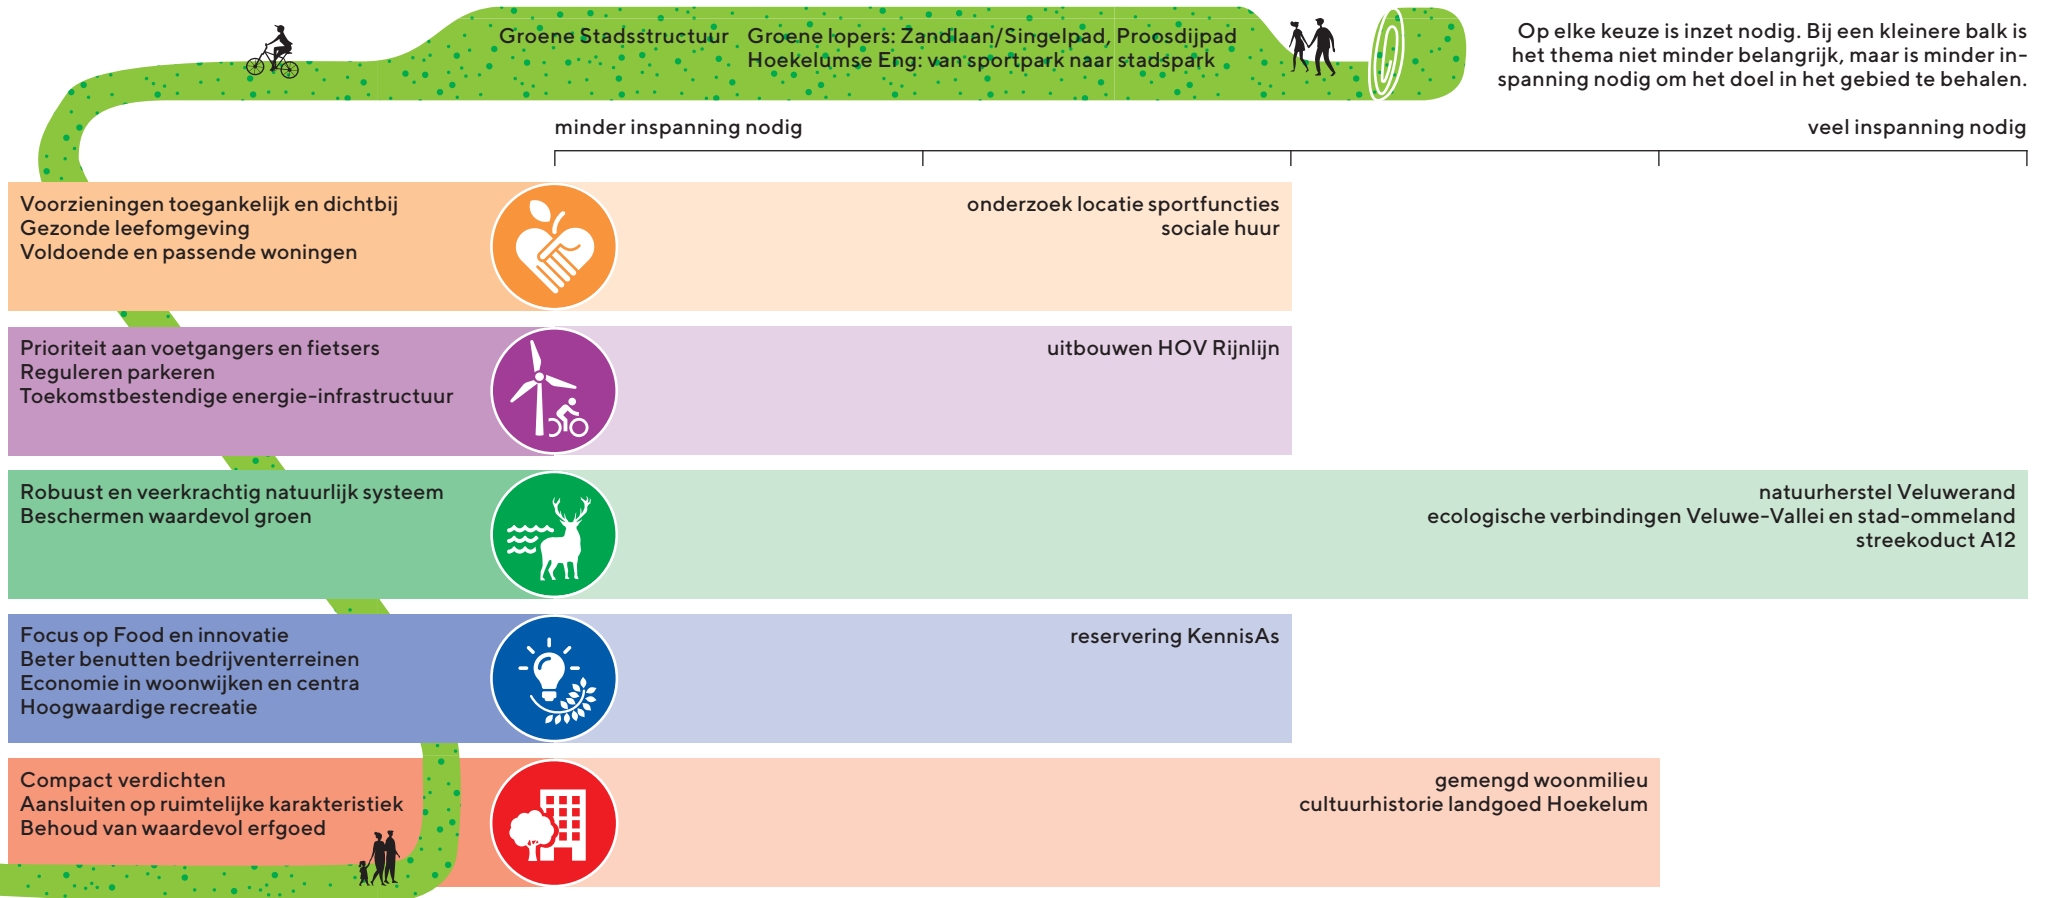 Groene Stadsstructuur
Groene lopers: Zandlaan/Singelpad, Proosdijpad
Hoekelumse Eng: van sportpark naar stadspark
Op elke keuze is inzet nodig. Bij een kleinere balk is
het thema niet minder belangrijk, maar is minder in-
spanning nodig om het doel in het gebied te behalen.
minder inspanning nodig
veel inspanning nodig
Voorzieningen toegankelijk en dichtbij
Gezonde leefomgeving
Voldoende en passende woningen
onderzoek locatie sportfuncties
sociale huur
Prioriteit aan voetgangers en fietsers
Reguleren parkeren
Toekomstbestendige energie-infrastructuur
uitbouwen HOV Rijnlijn
Robuust en veerkrachtig natuurlijk systeem
Beschermen waardevol groen
natuurherstel Veluwerand
ecologische verbindingen Veluwe-Vallei en stad-ommeland
streekoduct A12
Focus op Food en innovatie
Beter benutten bedrijventerreinen
Economie in woonwijken en centra
Hoogwaardige recreatie
reservering KennisAs
Compact verdichten
Aansluiten op ruimtelijke karakteristiek
Behoud van waardevol erfgoed
gemengd woonmilieu
cultuurhistorie landgoed Hoekelum